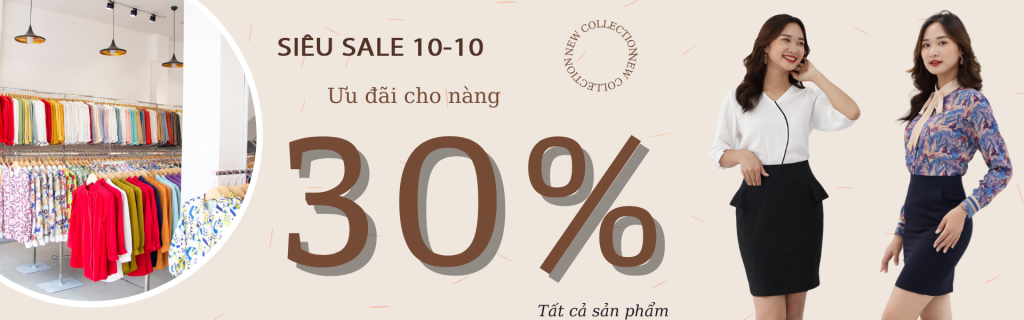 SIÊU SALE 10-10
NEW COLLECTION NEW COLLECTION
Ưu đãi cho nàng
30%
Tất cả sản phẩm